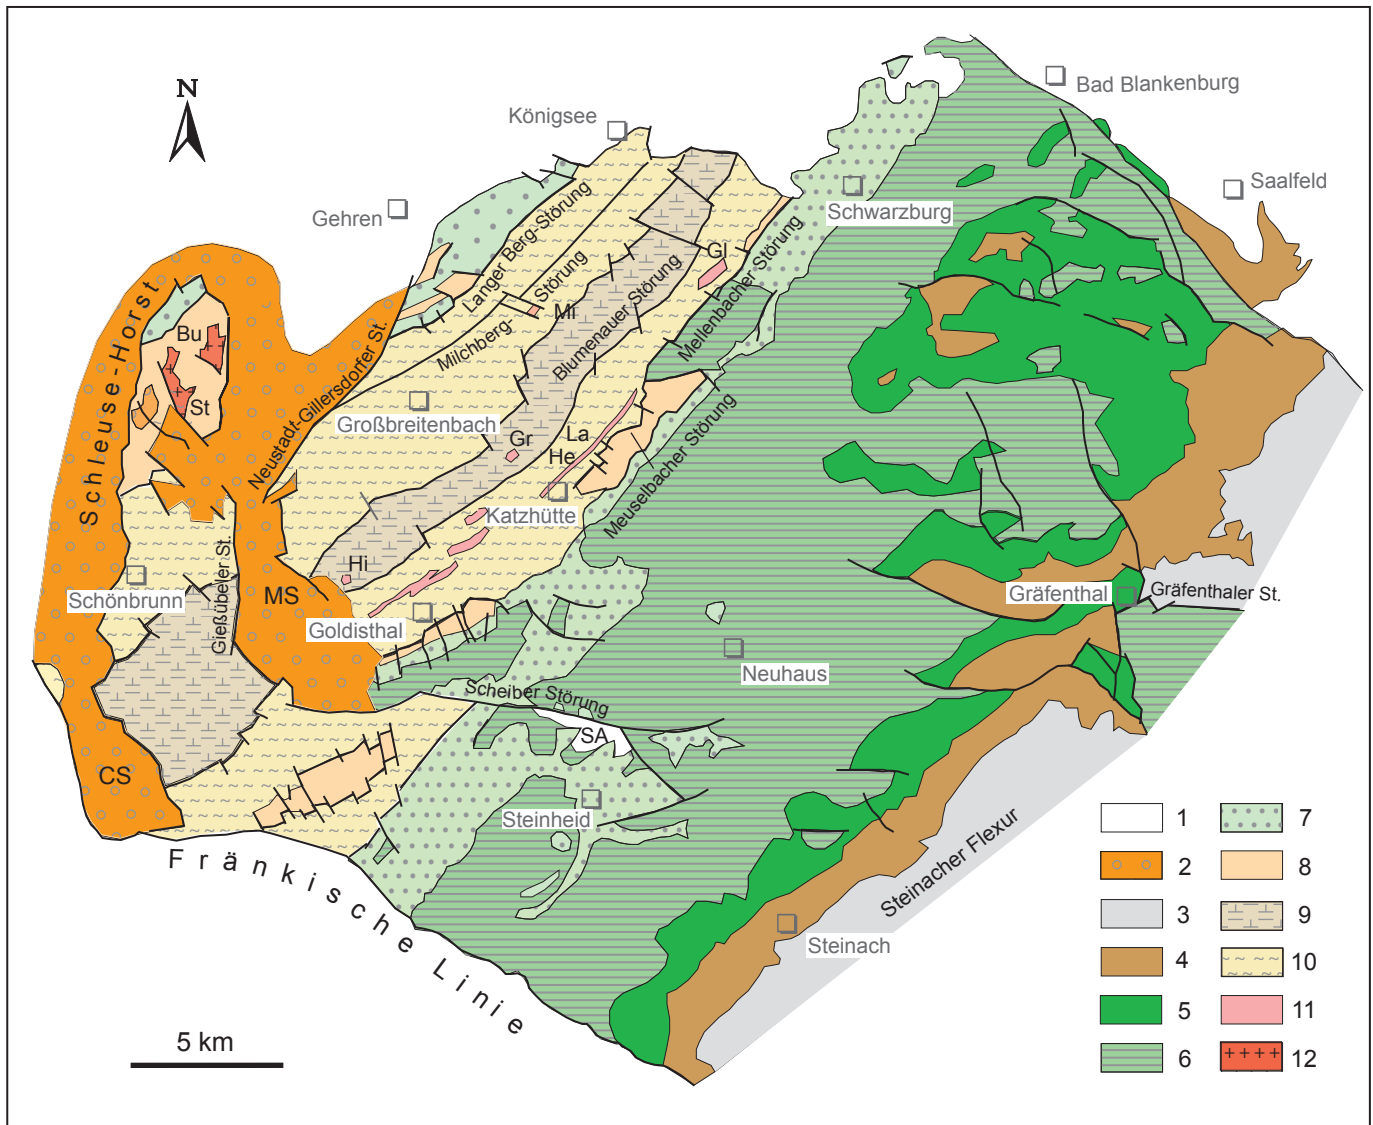 N
Königsee
Bad Blankenburg
Saalfeld
Gehren
Schwarzburg
Langer Berg-Störung
Milchberg-
Störung
Gl
Mi
Blumenauer Störung
Mellenbacher Störung
Schleuse-Horst
Bu
St
Neustadt-Gillersdorfer St.
Großbreitenbach
Gr
La
He
Katzhütte
Meuselbacher Störung
Hi
Schönbrunn
Gießübeler St.
MS
Goldisthal
Gräfenthal
Gräfenthaler St.
Neuhaus
Scheiber Störung
SA
CS
Steinheid
Steinach
Steinacher Flexur
Fränkische Linie
5 km
1
2
3
4
5
6
7
8
9
10
11
12